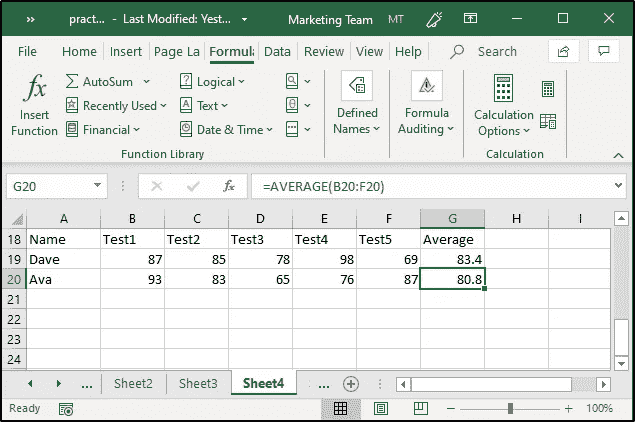 » pract... - Last Modified: Yest... Marketing Team MT
File Home Insert Page La Formula Data Review View Help Search
fx Σ AutoSum Logical
Recently Used A Text θ
Insert Function Financial Date & Time
Defined Names
Formula Auditing
Calculation Options
Function Library Calculation
G20 fx =AVERAGE(B20:F20)
A B C D E F G H I
18 Name Test1 Test2 Test3 Test4 Test5 Average
19 Dave 87 85 78 98 69 83.4
20 Ava 93 83 65 76 87 80.8
21
22
23
24
... Sheet2 Sheet3 Sheet4 ...
Ready 100%